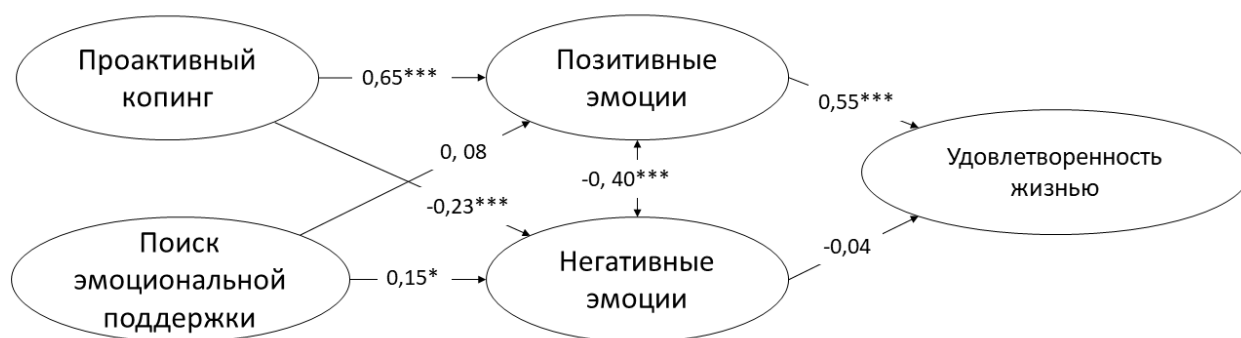 Проактивный
копинг
0,65***
Позитивные
эмоции
0,55***
0, 08
-0, 40***
-0,23***
Удовлетворенность
жизнью
Поиск
эмоциональной
поддержки
0,15*
Негативные
эмоции
-0,04